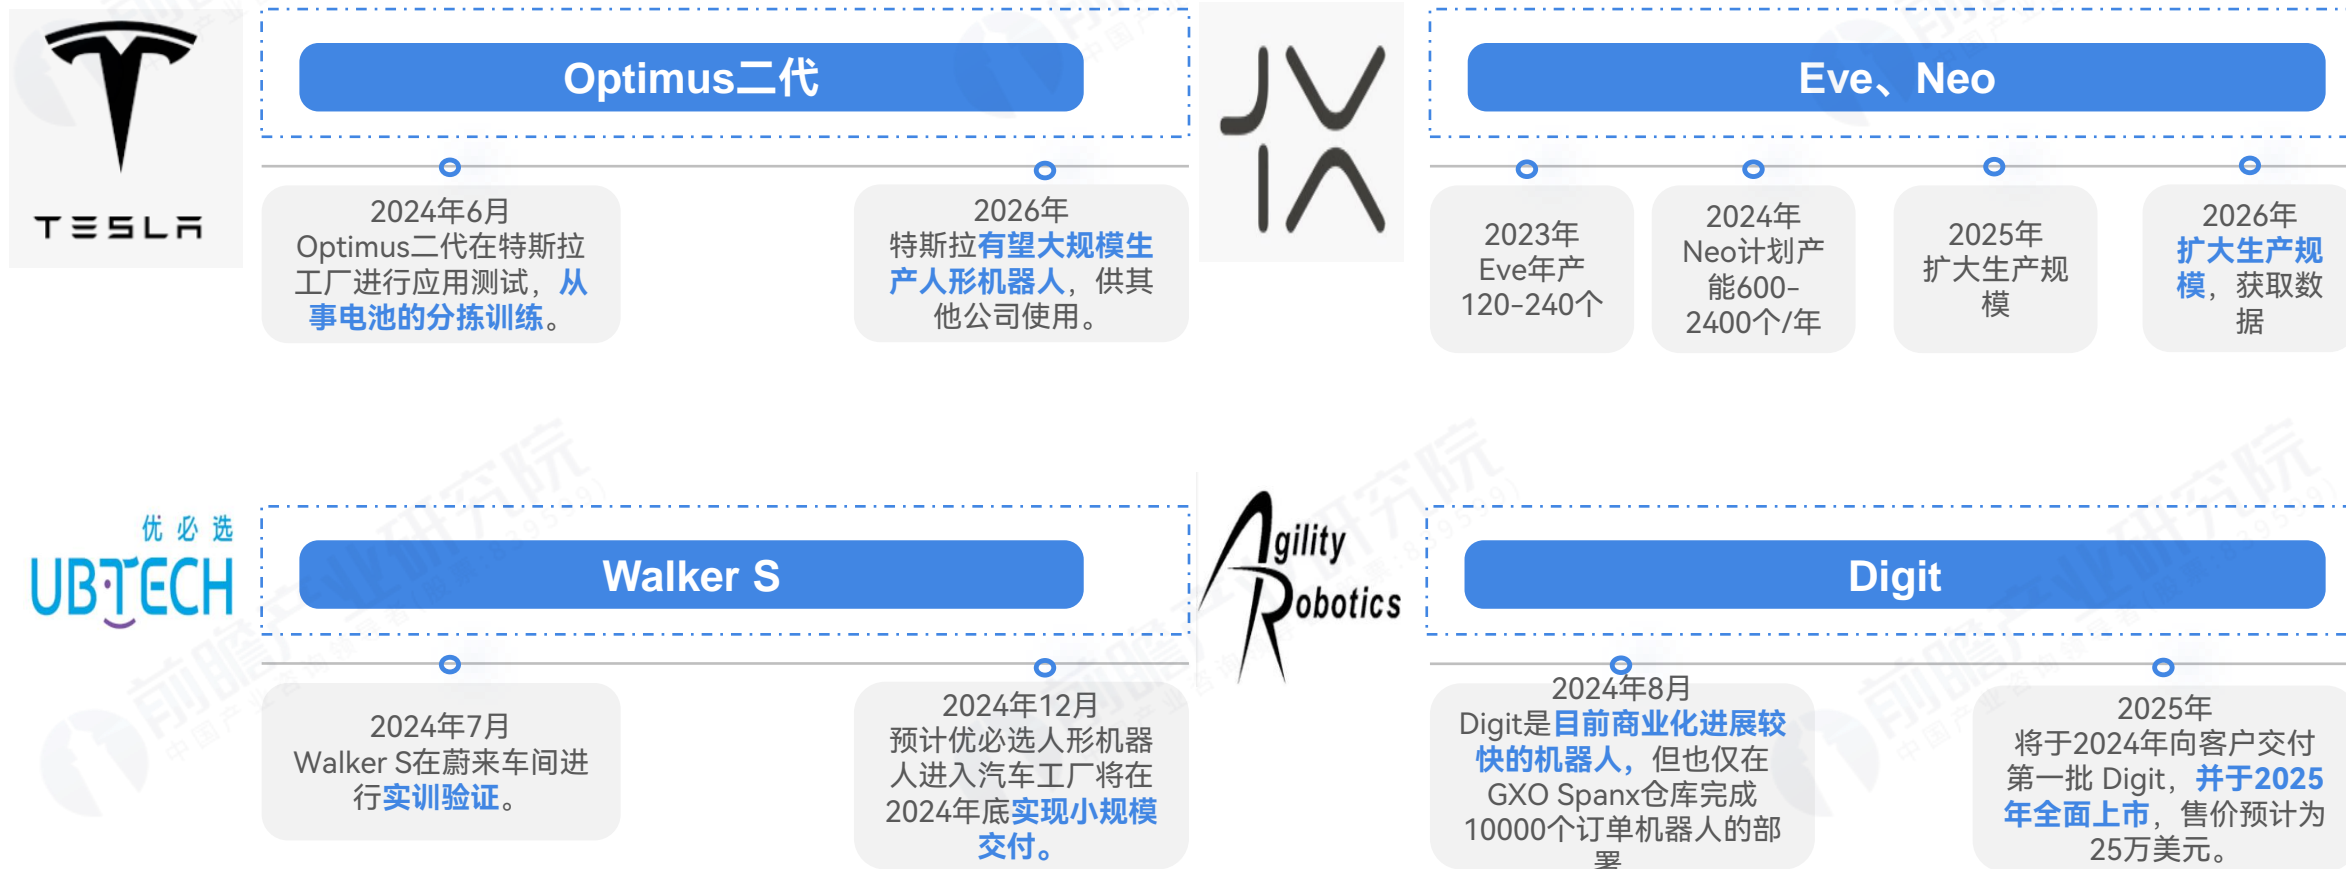 TESLA
Optimus二代
2024年6月
Optimus二代在特斯拉
工厂进行应用测试，从
事电池的分拣训练。
2026年
特斯拉有望大规模生
产人形机器人，供其
他公司使用。
Eve、Neo
2023年
Eve年产
120-240个
2024年
Neo计划产
能600-
2400个/年
2025年
扩大生产规
模
2026年
扩大生产规
模，获取数
据
优必选
UBTECH
Walker S
2024年7月
Walker S在蔚来车间进
行实训验证。
2024年12月
预计优必选人形机器
人进入汽车工厂将在
2024年底实现小规模
交付。
Agility
Robotics
Digit
2024年8月
Digit是目前商业化进展较
快的机器人，但也仅在
GXO Spanx仓库完成
10000个订单机器人的部
署
2025年
将于2024年向客户交付
第一批 Digit，并于2025
年全面上市，售价预计为
25万美元。
前瞻产业研究院